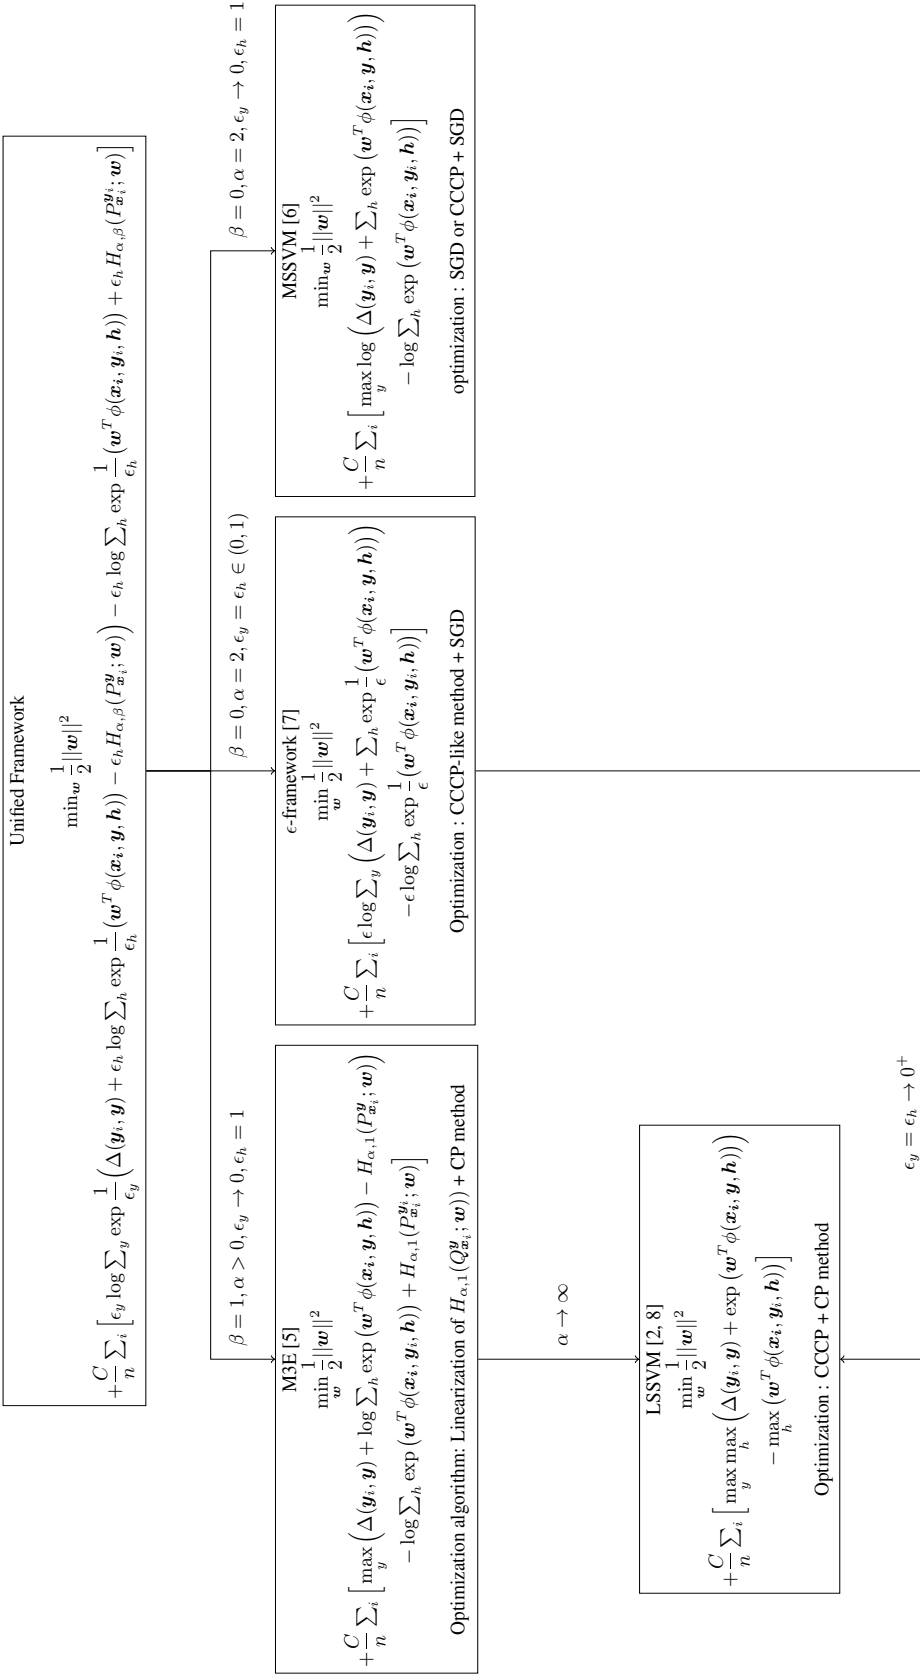 Unified Framework
min_w 1/2 ||w||^2
+ C/n ∑_i [ ϵ_y log ∑_y exp 1/ϵ_y ( Δ(y_i, y) + ϵ_h log ∑_h exp 1/ϵ_h (w^T φ(x_i, y, h)) − ϵ_h H_{α,β}(P^y_{x_i}; w) ) − ϵ_h log ∑_h exp 1/ϵ_h (w^T φ(x_i, y_i, h)) + ϵ_h H_{α,β}(P^{y_i}_{x_i}; w) ]
β = 1, α > 0, ϵ_y → 0, ϵ_h = 1
β = 0, α = 2, ϵ_y = ϵ_h ∈ (0, 1)
β = 0, α = 2, ϵ_y → 0, ϵ_h = 1
M3E [5]
min_w 1/2 ||w||^2
+ C/n ∑_i [ max_y ( Δ(y_i, y) + log ∑_h exp (w^T φ(x_i, y, h)) − H_{α,1}(P^y_{x_i}; w) )
− log ∑_h exp (w^T φ(x_i, y_i, h)) + H_{α,1}(P^{y_i}_{x_i}; w) ]
Optimization algorithm: Linearization of H_{α,1}(Q^y_{x_i}; w)) + CP method
ϵ-framework [7]
min_w 1/2 ||w||^2
+ C/n ∑_i [ ϵ log ∑_y ( Δ(y_i, y) + ∑_h exp 1/ϵ (w^T φ(x_i, y, h)) )
− ϵ log ∑_h exp 1/ϵ (w^T φ(x_i, y_i, h)) ]
Optimization : CCCP-like method + SGD
MSSVM [6]
min_w 1/2 ||w||^2
+ C/n ∑_i [ max_y log ( Δ(y_i, y) + ∑_h exp (w^T φ(x_i, y, h)) )
− log ∑_h exp (w^T φ(x_i, y_i, h)) ]
optimization : SGD or CCCP + SGD
α → ∞
LSSVM [2, 8]
min_w 1/2 ||w||^2
+ C/n ∑_i [ max_y max_h ( Δ(y_i, y) + exp (w^T φ(x_i, y, h)) )
− max_h (w^T φ(x_i, y_i, h)) ]
Optimization : CCCP + CP method
ϵ_y = ϵ_h → 0^+